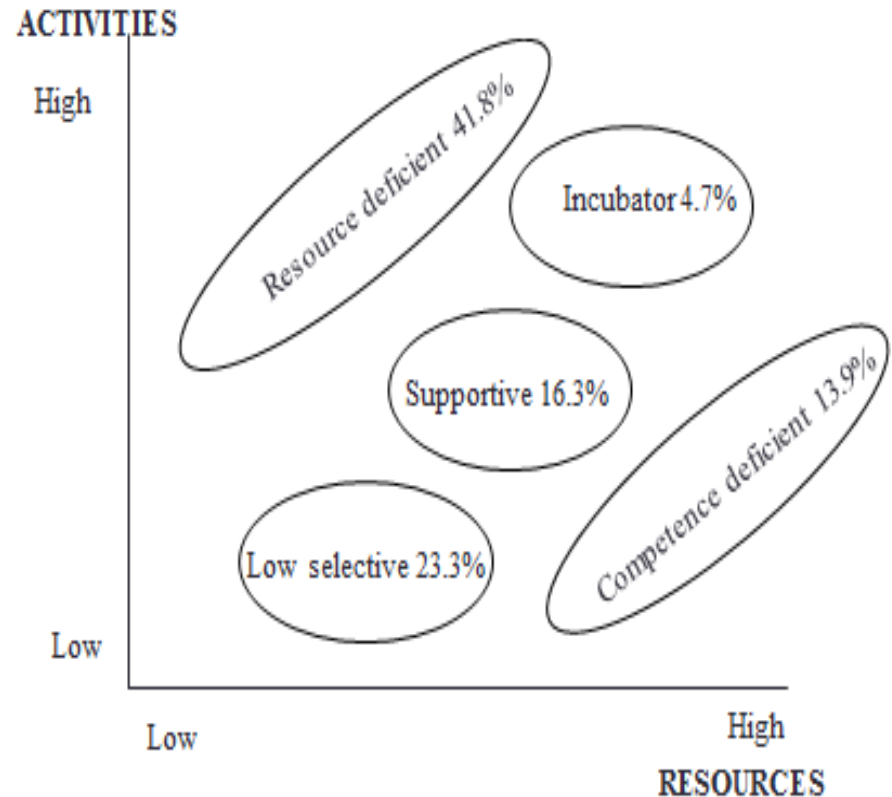 ACTIVITIES
High
Resource deficient 41.8%
Incubator 4.7%
Supportive 16.3%
Competence deficient 13.9%
Low selective 23.3%
Low
Low
High
RESOURCES